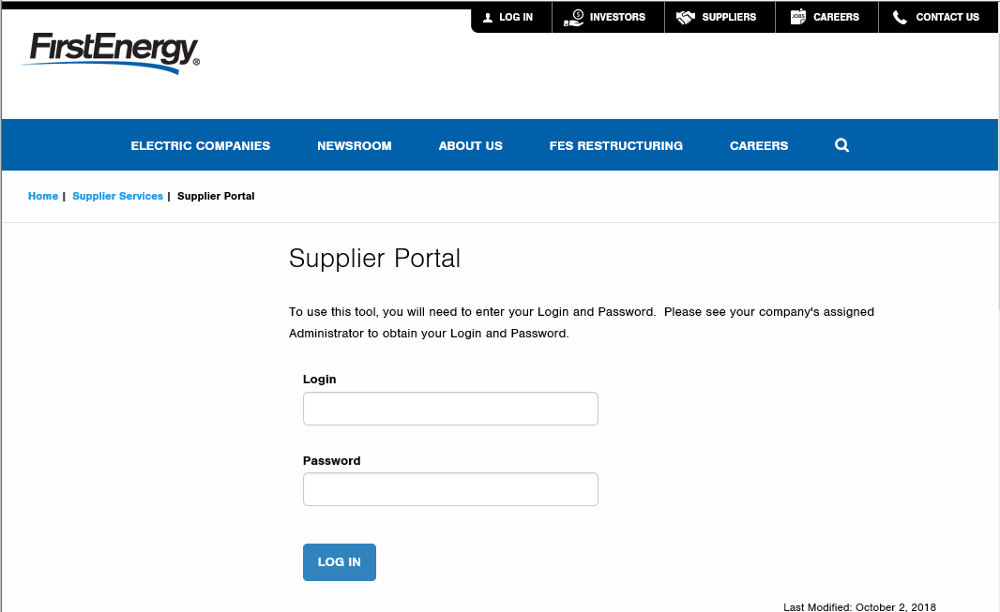 LOG IN INVESTORS SUPPLIERS JOBS CAREERS CONTACT US
FirstEnergy®
ELECTRIC COMPANIES NEWSROOM ABOUT US FES RESTRUCTURING CAREERS
Home | Supplier Services | Supplier Portal
Supplier Portal
To use this tool, you will need to enter your Login and Password.  Please see your company's assigned
Administrator to obtain your Login and Password.
Login
Password
LOG IN
Last Modified: October 2, 2018